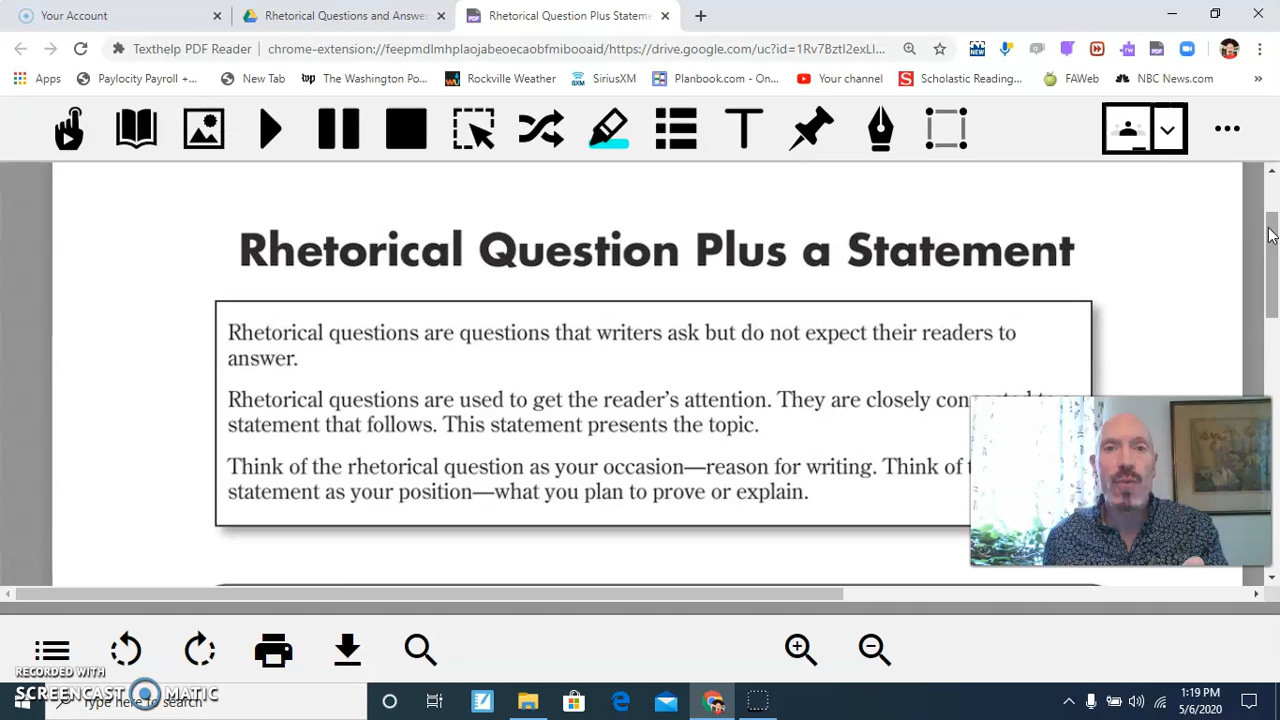 Your Account
Rhetorical Questions and Answe
Rhetorical Question Plus Stateme
Texthelp PDF Reader
chrome-extension://feepmdlmhplaojabeoecaobfmibooaid/https://drive.google.com/uc?id=1Rv7BztI2exLI...
Apps
Paylocity Payroll +...
New Tab
The Washington Po...
Rockville Weather
SiriusXM
Planbook.com - On...
Your channel
Scholastic Reading...
FAWeb
NBC News.com
Rhetorical Question Plus a Statement
Rhetorical questions are questions that writers ask but do not expect their readers to
answer.
Rhetorical questions are used to get the reader's attention. They are closely
statement that follows. This statement presents the topic.
Think of the rhetorical question as your occasion—reason for writing. Think of
statement as your position—what you plan to prove or explain.
RECORDED WITH
SCREENCAST MATIC
Type here to search
1:19 PM
5/6/2020